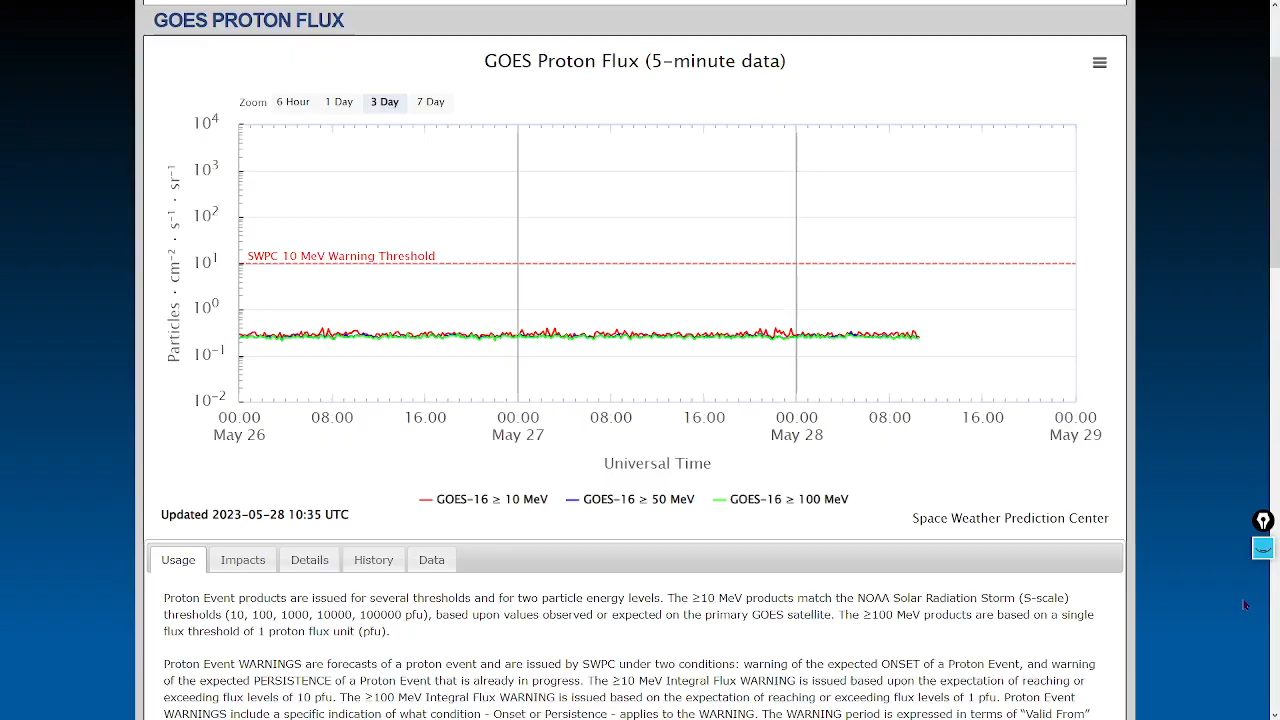 GOES PROTON FLUX
GOES Proton Flux (5-minute data)
Zoom 6 Hour 1 Day 3 Day 7 Day
10⁴
10³
10²
10¹
10⁰
10⁻¹
10⁻²
Particles · cm⁻² · s⁻¹ · sr⁻¹
SWPC 10 MeV Warning Threshold
00.00 08:00 16:00 00.00 08:00 16:00 00.00 08:00 16:00 00.00
May 26 May 27 May 28 May 29
Universal Time
GOES-16 ≥ 10 MeV GOES-16 ≥ 50 MeV GOES-16 ≥ 100 MeV
Updated 2023-05-28 10:35 UTC
Space Weather Prediction Center
Usage Impacts Details History Data
Proton Event products are issued for several thresholds and for two particle energy levels. The ≥10 MeV products match the NOAA Solar Radiation Storm (S-scale)
thresholds (10, 100, 1000, 10000, 100000 pfu), based upon values observed or expected on the primary GOES satellite. The ≥100 MeV products are based on a single
flux threshold of 1 proton flux unit (pfu).
Proton Event WARNINGS are forecasts of a proton event and are issued by SWPC under two conditions: warning of the expected ONSET of a Proton Event, and warning
of the expected PERSISTENCE of a Proton Event that is already in progress. The ≥10 MeV Integral Flux WARNING is issued based upon the expectation of reaching or
exceeding flux levels of 10 pfu. The ≥100 MeV Integral Flux WARNING is issued based on the expectation of reaching or exceeding flux levels of 1 pfu. Proton Event
WARNINGS include a specific indication of what condition - Onset or Persistence - applies to the WARNING. The WARNING period is expressed in terms of “Valid From”